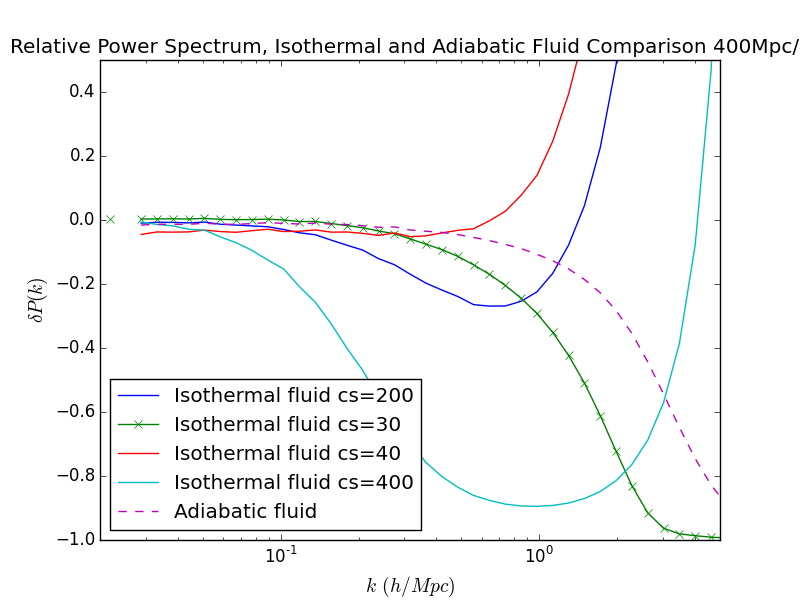 Relative Power Spectrum, Isothermal and Adiabatic Fluid Comparison 400Mpc/
0.4
0.2
0.0
−0.2
−0.4
−0.6
−0.8
−1.0
δP(k)
Isothermal fluid cs=200
Isothermal fluid cs=30
Isothermal fluid cs=40
Isothermal fluid cs=400
Adiabatic fluid
10⁻¹
10⁰
k (h/Mpc)